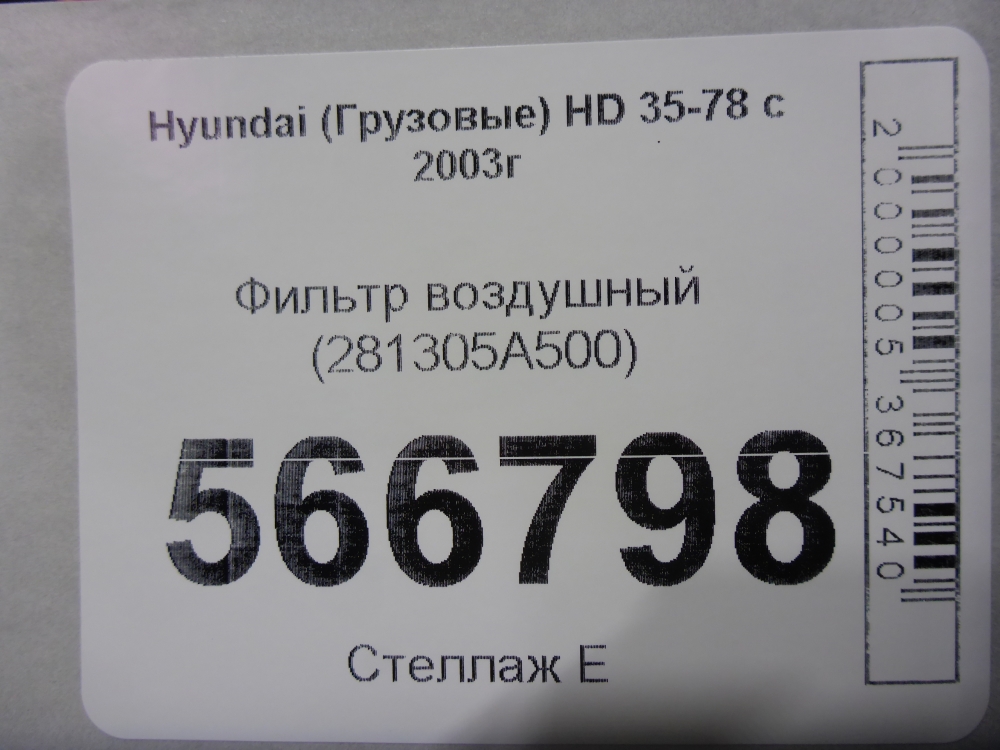 Hyundai (Грузовые) HD 35-78 с
2003г
Фильтр воздушный
(281305A500)
566798
Стеллаж Е
2000005367540